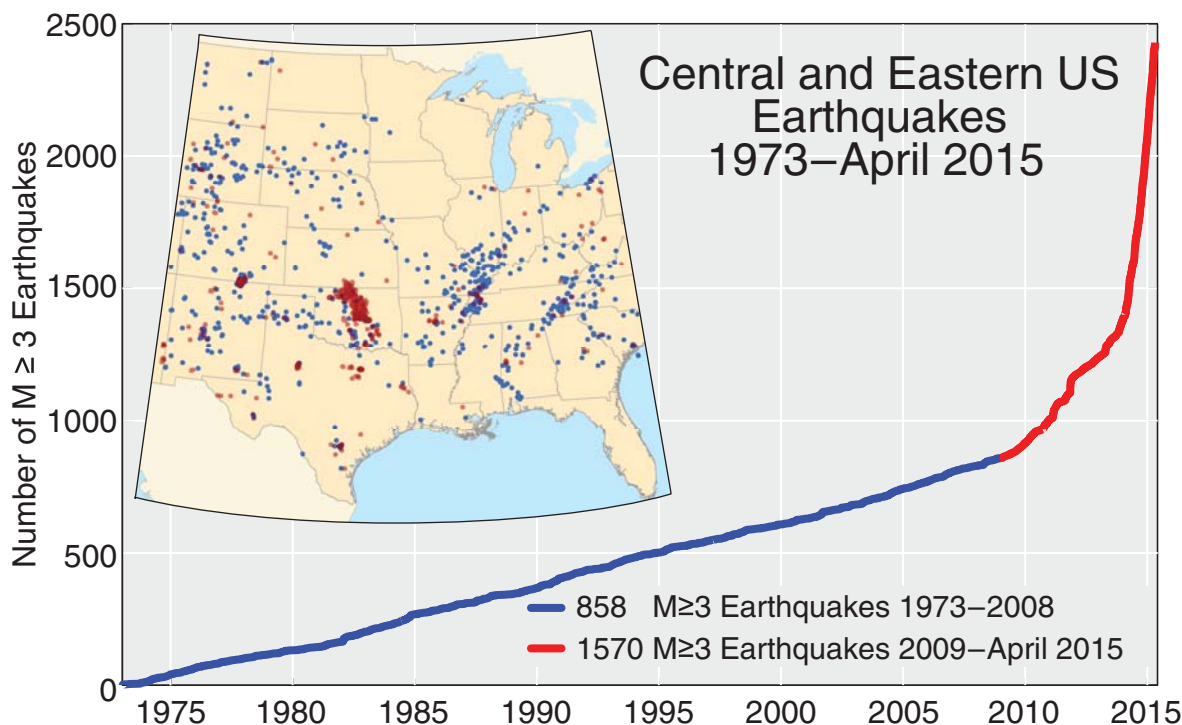 Central and Eastern US
Earthquakes
1973–April 2015
Number of M ≥ 3 Earthquakes
2500
2000
1500
1000
500
0
858 M≥3 Earthquakes 1973–2008
1570 M≥3 Earthquakes 2009–April 2015
1975 1980 1985 1990 1995 2000 2005 2010 2015